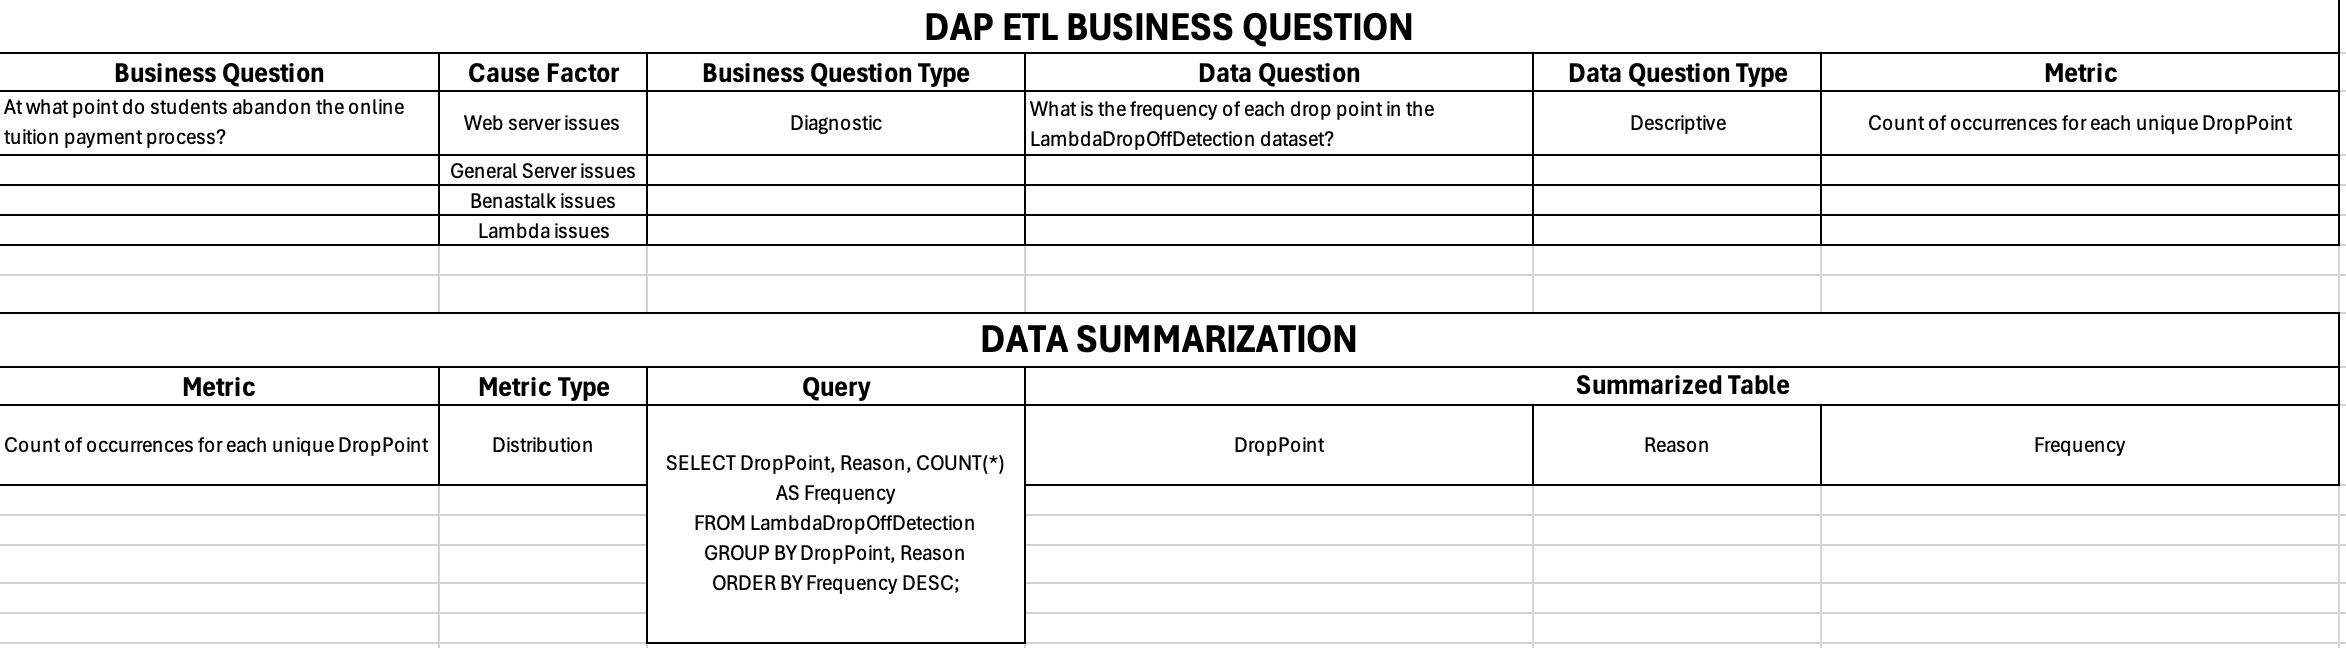 DAP ETL BUSINESS QUESTION
Business Question Cause Factor Business Question Type Data Question Data Question Type Metric
At what point do students abandon the online
tuition payment process?
Web server issues
Diagnostic
What is the frequency of each drop point in the
LambdaDropOffDetection dataset?
Descriptive
Count of occurrences for each unique DropPoint
General Server issues
Benastalk issues
Lambda issues
DATA SUMMARIZATION
Metric Metric Type Query Summarized Table
Count of occurrences for each unique DropPoint
Distribution
SELECT DropPoint, Reason, COUNT(*)
AS Frequency
FROM LambdaDropOffDetection
GROUP BY DropPoint, Reason
ORDER BY Frequency DESC;
DropPoint
Reason
Frequency